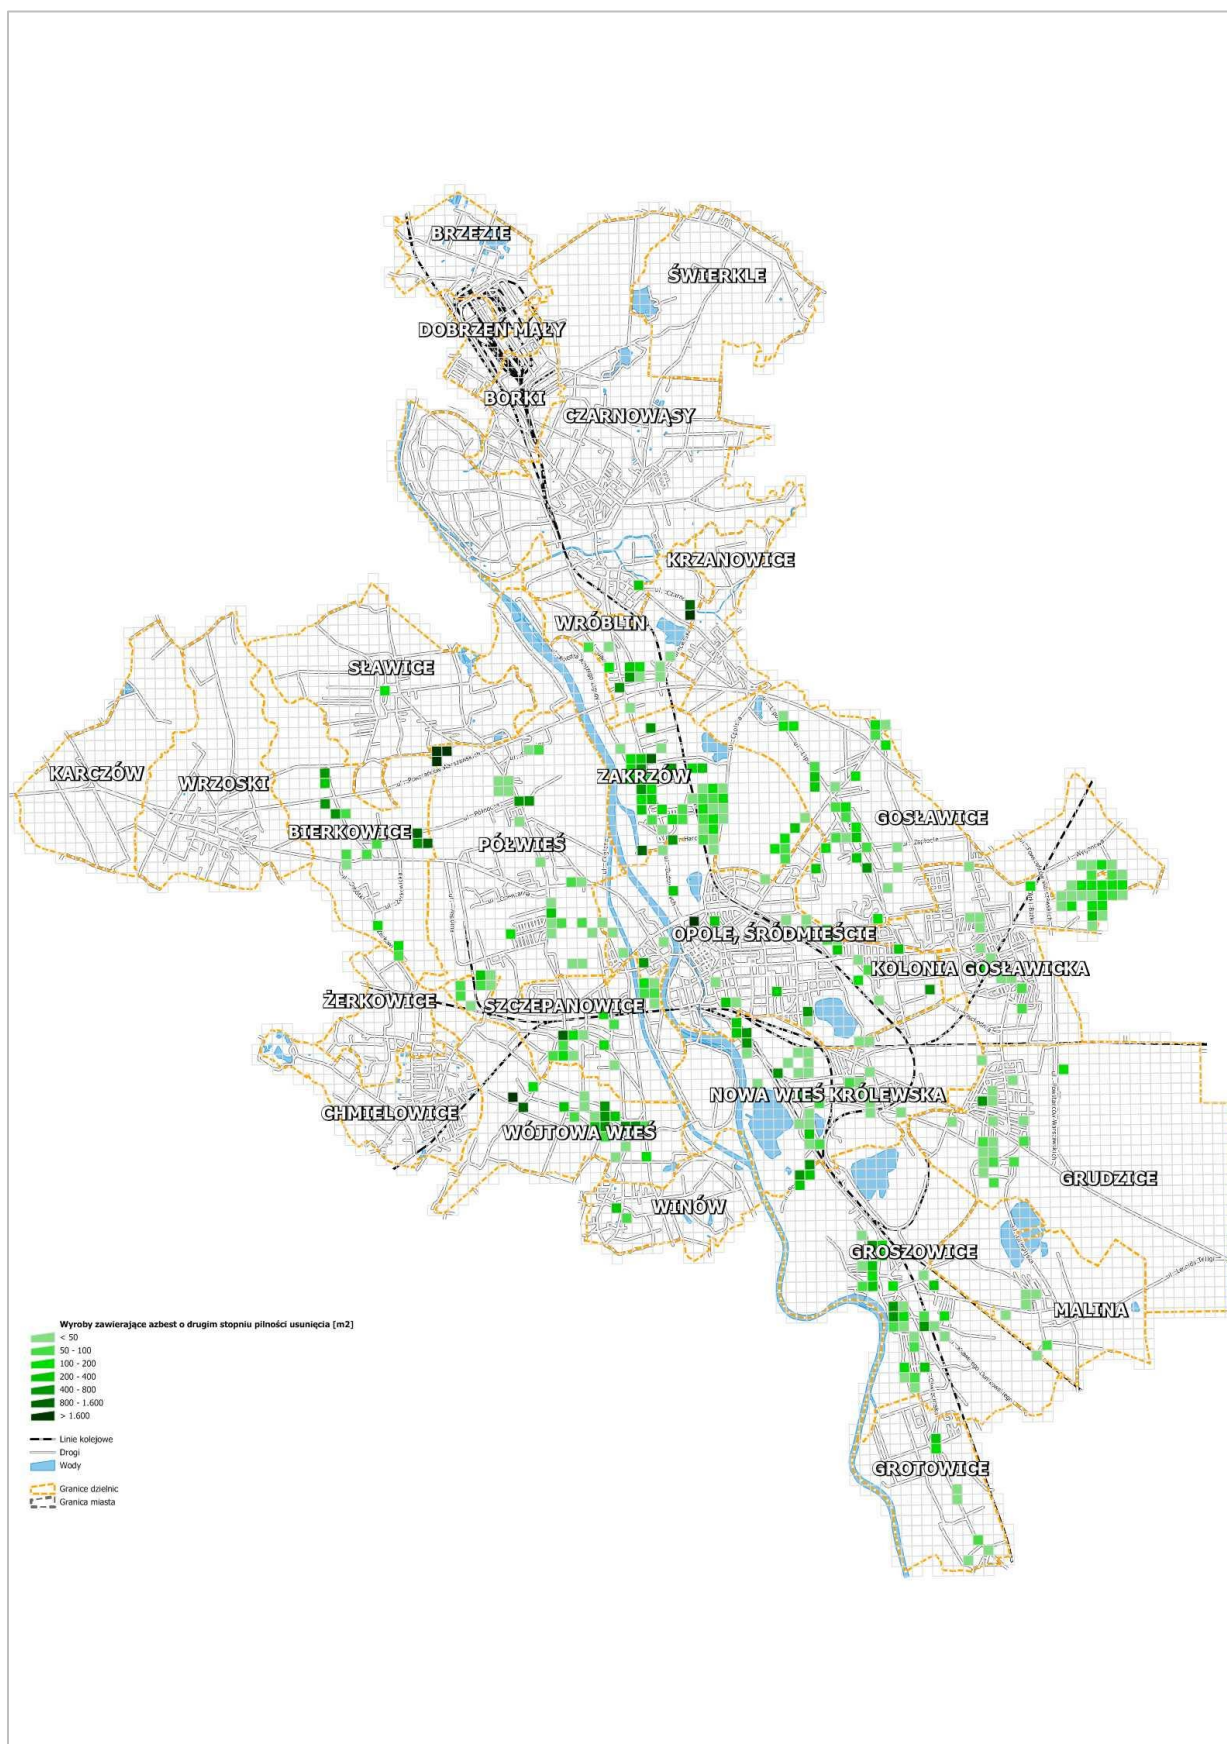 BRZEZIE
ŚWIERKLE
DOBRZEŃ MAŁY
BORKI
CZARNOWĄSY
KRZANOWICE
WRÓBLIN
SŁAWICE
KARCZÓW
WRZOSKI
ZAKRZÓW
BIERKOWICE
PÓŁWIEŚ
GOSŁAWICE
OPOLE, ŚRÓDMIEŚCIE
KOLONIA GOSŁAWICKA
ŻERKOWICE
SZCZEPANOWICE
CHMIELOWICE
NOWA WIEŚ KRÓLEWSKA
WÓJTOWA WIEŚ
GRUDZICE
WINÓW
GROSZOWICE
MALINA
GROTOWICE
Wyroby zawierające azbest o drugim stopniu pilności usunięcia [m2]
< 50
50 - 100
100 - 200
200 - 400
400 - 800
800 - 1.600
> 1.600
Linie kolejowe
Drogi
Wody
Granice dzielnic
Granica miasta